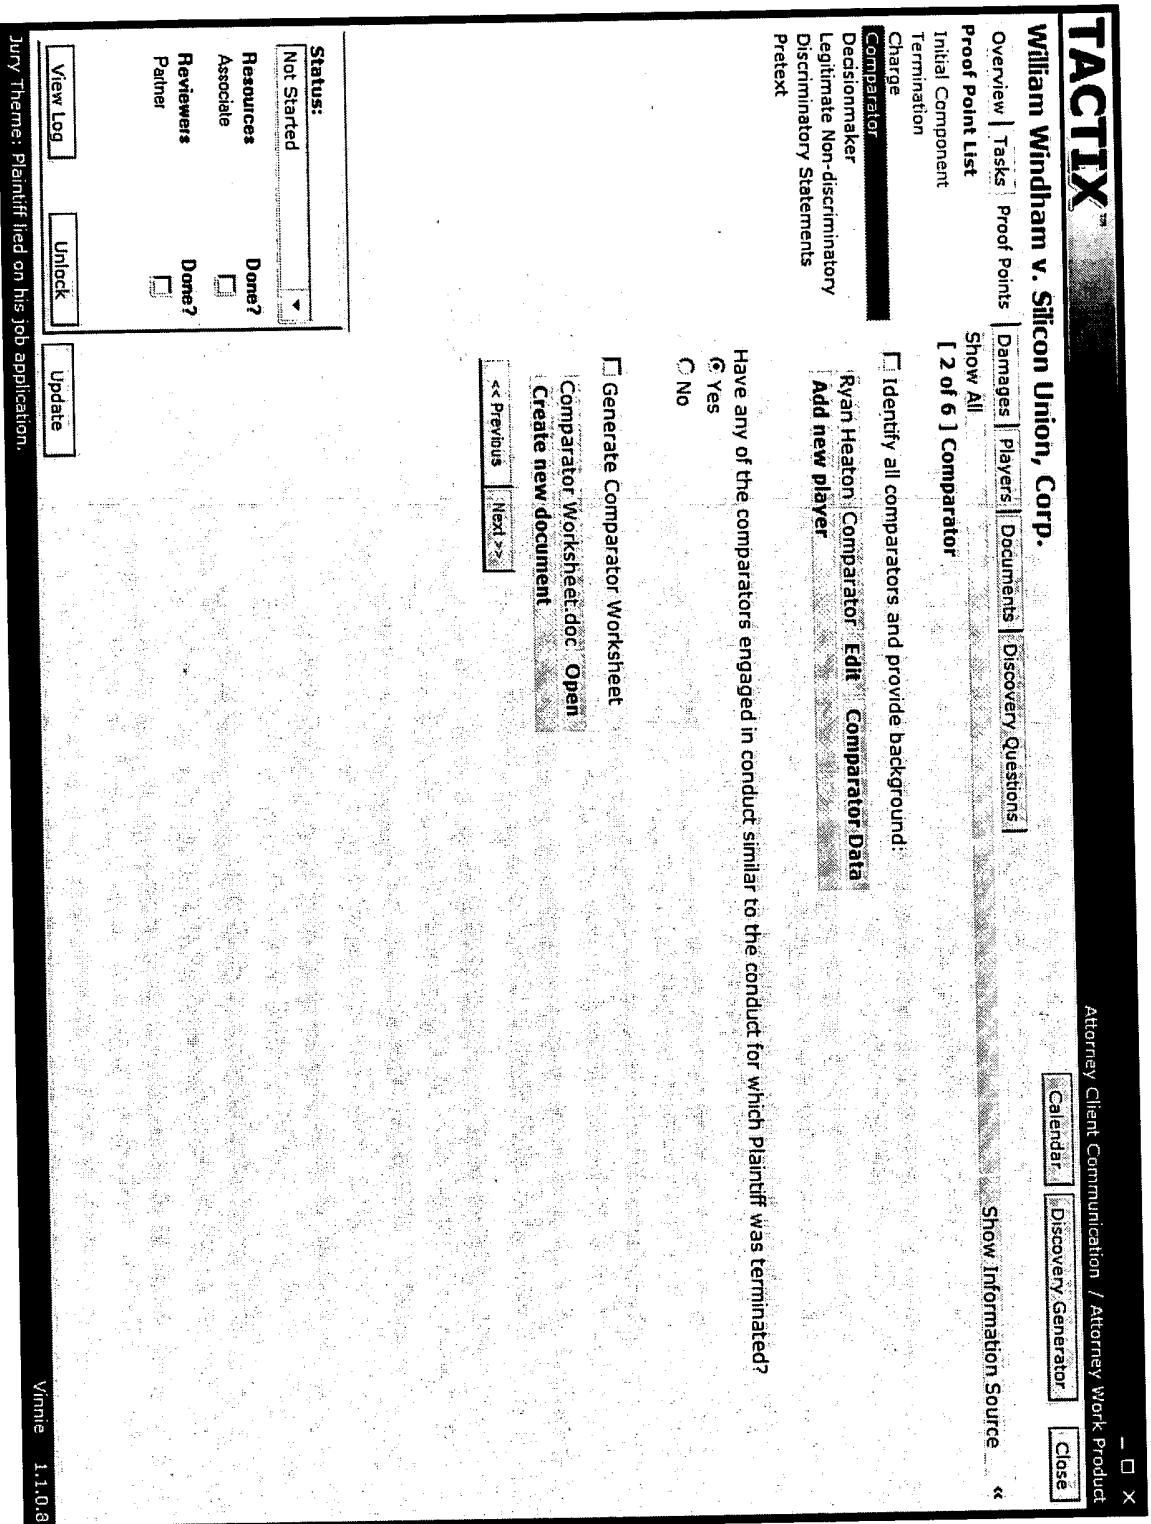 TACTIX™
Attorney Client Communication / Attorney Work Product
William Windham v. Silicon Union, Corp.
Calendar Discovery Generator Close
Overview Tasks Proof Points Damages Players Documents Discovery Questions
Proof Point List
Initial Component
Termination
Charge
Comparator
Decisionmaker
Legitimate Non-discriminatory
Discriminatory Statements
Pretext
Show All
Show Information Source «
[ 2 of 6 ] Comparator
Identify all comparators and provide background:
Ryan Heaton Comparator Edit Comparator Data
Add new player
Have any of the comparators engaged in conduct similar to the conduct for which Plaintiff was terminated?
Yes
No
Generate Comparator Worksheet
Comparator Worksheet.doc Open
Create new document
<< Previous Next >>
Status:
Not Started
Resources Done?
Associate
Reviewers Done?
Partner
View Log Unlock Update
Jury Theme: Plaintiff lied on his job application.
Vinnie 1.1.0.8